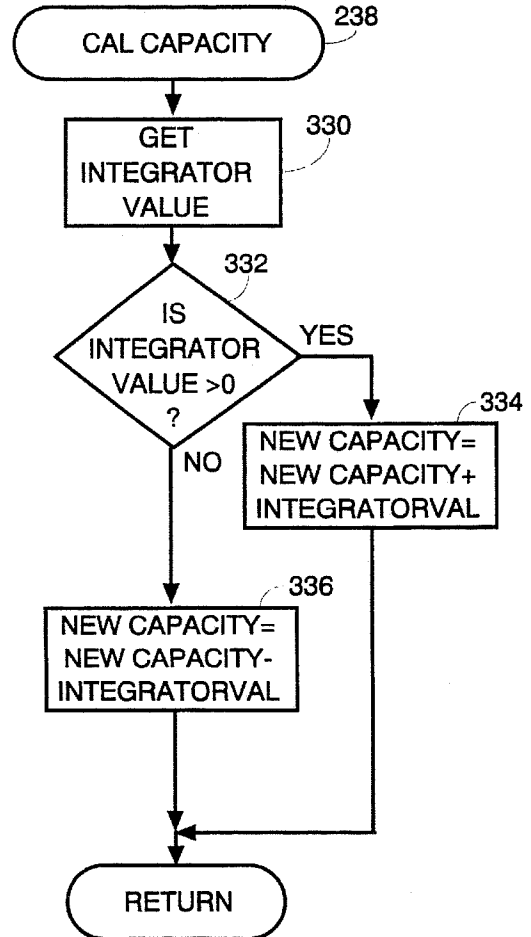 CAL CAPACITY
238
GET
INTEGRATOR
VALUE
330
332
IS
INTEGRATOR
VALUE >0
?
YES
NO
334
NEW CAPACITY=
NEW CAPACITY+
INTEGRATORVAL
336
NEW CAPACITY=
NEW CAPACITY-
INTEGRATORVAL
RETURN